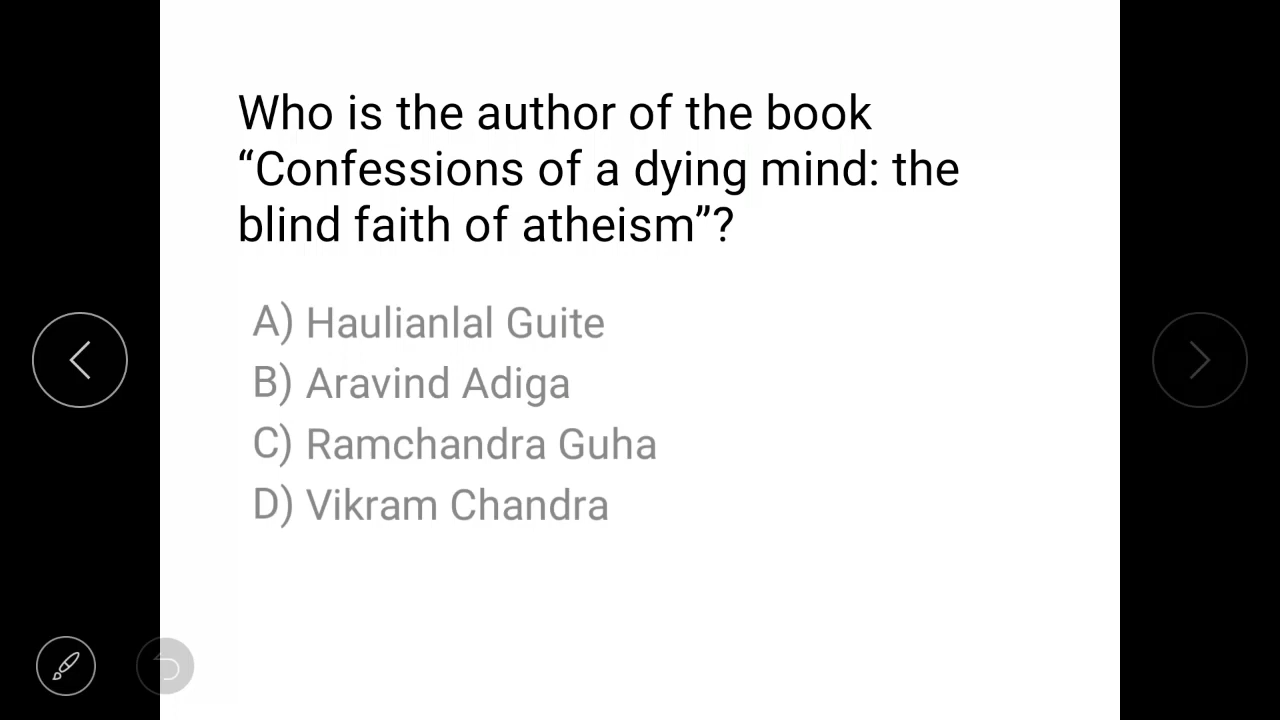 Who is the author of the book
“Confessions of a dying mind: the
blind faith of atheism”?
A) Haulianlal Guite
B) Aravind Adiga
C) Ramchandra Guha
D) Vikram Chandra